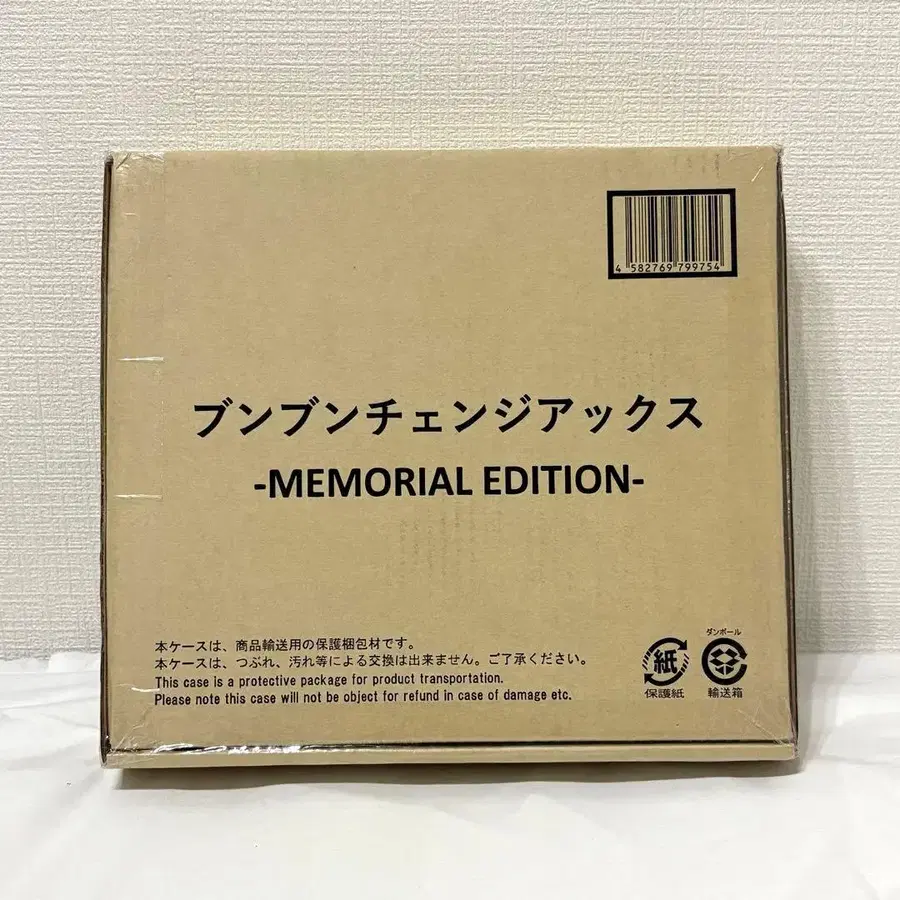 4 582769 799754
ブンブンチェンジアックス
-MEMORIAL EDITION-
本ケースは、商品輸送用の保護梱包材です。
本ケースは、つぶれ、汚れ等による交換は出来ません。ご了承ください。
This case is a protective package for product transportation.
Please note this case will not be object for refund in case of damage etc.
紙
保護紙
ダンボール
輸送箱